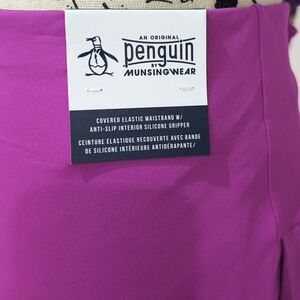 AN ORIGINAL
penguin
BY
MUNSINGWEAR
COVERED ELASTIC WAISTBAND W/
ANTI-SLIP INTERIOR SILICONE GRIPPER
CEINTURE ÉLASTIQUE RECOUVERTE AVEC BANDE
DE SILICONE INTÉRIEURE ANTIDÉRAPANTE/